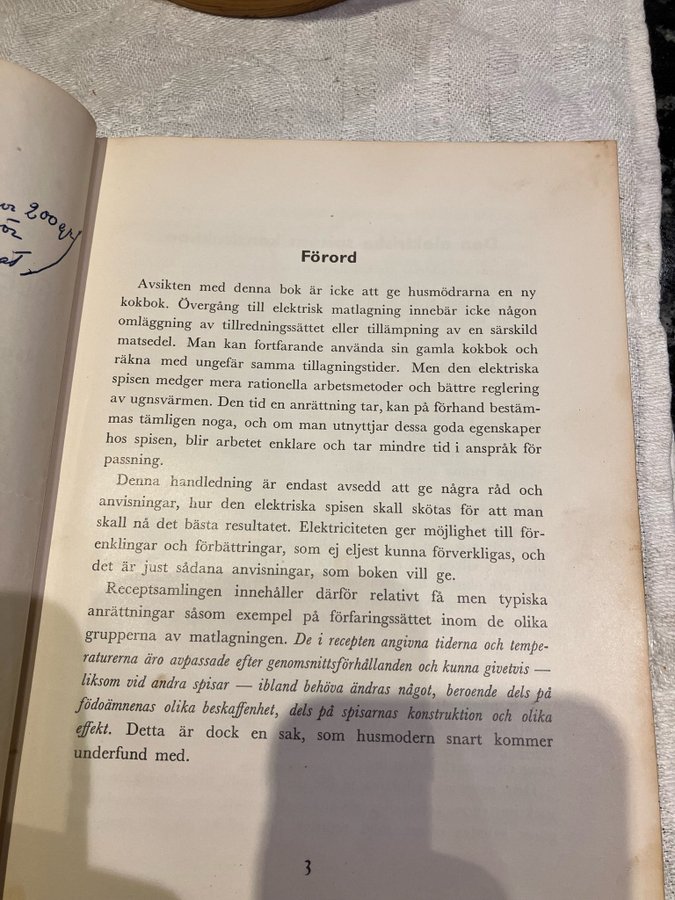 200 gr
Förord
Avsikten med denna bok är icke att ge husmödrarna en ny
kokbok. Övergång till elektrisk matlagning innebär icke någon
omläggning av tillredningssättet eller tillämpning av en särskild
matsedel. Man kan fortfarande använda sin gamla kokbok och
räkna med ungefär samma tillagningstider. Men den elektriska
spisen medger mera rationella arbetsmetoder och bättre reglering
av ugnsvärmen. Den tid en anrättning tar, kan på förhand bestäm-
mas tämligen noga, och om man utnyttjar dessa goda egenskaper
hos spisen, blir arbetet enklare och tar mindre tid i anspråk för
passning.
Denna handledning är endast avsedd att ge några råd och
anvisningar, hur den elektriska spisen skall skötas för att man
skall nå det bästa resultatet. Elektriciteten ger möjlighet till för-
enklingar och förbättringar, som ej eljest kunna förverkligas, och
det är just sådana anvisningar, som boken vill ge.
Receptsamlingen innehåller därför relativt få men typiska
anrättningar såsom exempel på förfaringssättet inom de olika
grupperna av matlagningen. De i recepten angivna tiderna och tempe-
raturerna äro avpassade efter genomsnittsförhållanden och kunna givetvis —
liksom vid andra spisar — ibland behöva ändras något, beroende dels på
födoämnenas olika beskaffenhet, dels på spisarnas konstruktion och olika
effekt. Detta är dock en sak, som husmodern snart kommer
underfund med.
3